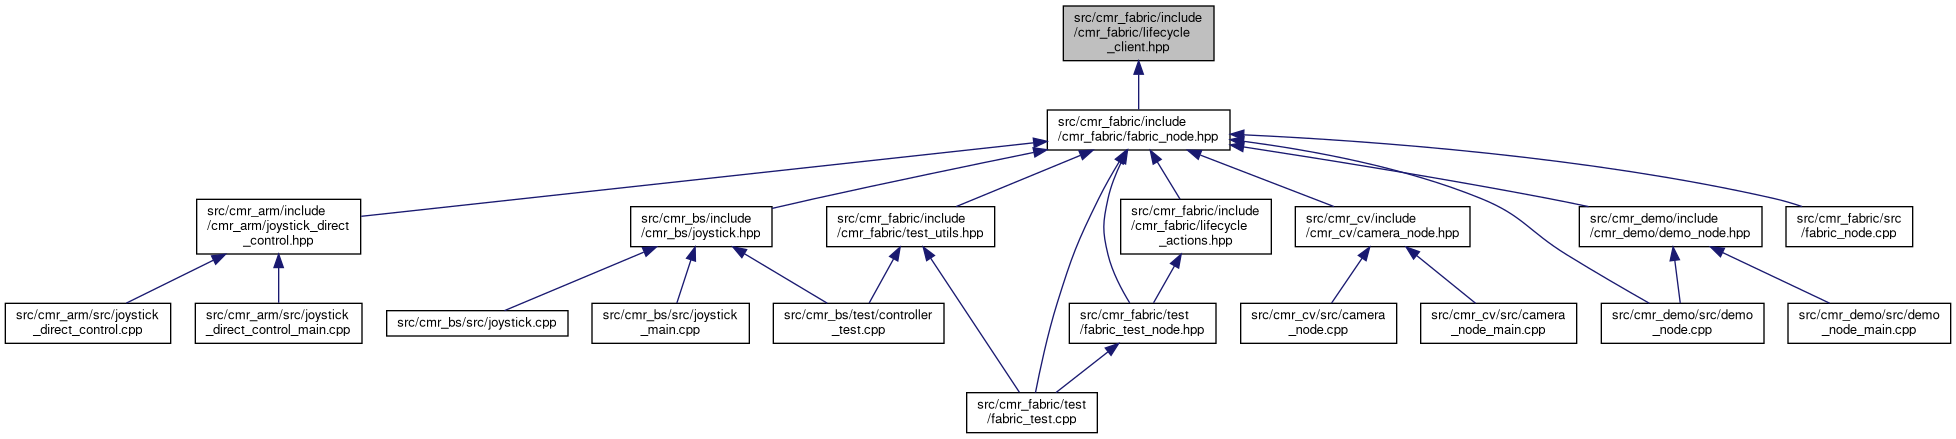 src/cmr_fabric/include
/cmr_fabric/lifecycle
_client.hpp
src/cmr_fabric/include
/cmr_fabric/fabric_node.hpp
src/cmr_arm/include
/cmr_arm/joystick_direct
_control.hpp
src/cmr_bs/include
/cmr_bs/joystick.hpp
src/cmr_fabric/include
/cmr_fabric/test_utils.hpp
src/cmr_fabric/include
/cmr_fabric/lifecycle
_actions.hpp
src/cmr_cv/include
/cmr_cv/camera_node.hpp
src/cmr_demo/include
/cmr_demo/demo_node.hpp
src/cmr_fabric/src
/fabric_node.cpp
src/cmr_arm/src/joystick
_direct_control.cpp
src/cmr_arm/src/joystick
_direct_control_main.cpp
src/cmr_bs/src/joystick.cpp
src/cmr_bs/src/joystick
_main.cpp
src/cmr_bs/test/controller
_test.cpp
src/cmr_fabric/test
/fabric_test_node.hpp
src/cmr_cv/src/camera
_node.cpp
src/cmr_cv/src/camera
_node_main.cpp
src/cmr_demo/src/demo
_node.cpp
src/cmr_demo/src/demo
_node_main.cpp
src/cmr_fabric/test
/fabric_test.cpp